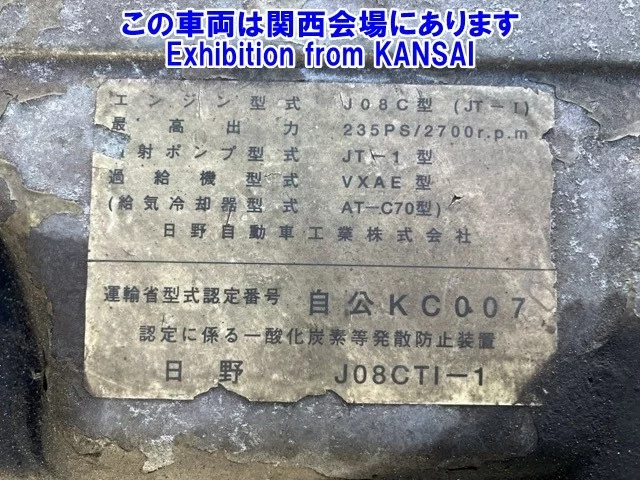 この車両は関西会場にあります
Exhibition from KANSAI
エンジン型式 J08C型 (JT-I)
最高出力 235PS/2700r.p.m
射ポンプ型式 JT-1型
過給機型式 VXAE型
(給気冷却器型式 AT-C70型)
日野自動車工業株式会社
運輸省型式認定番号 自公KC007
認定に係る一酸化炭素等発散防止装置
日野 J08CTI-1